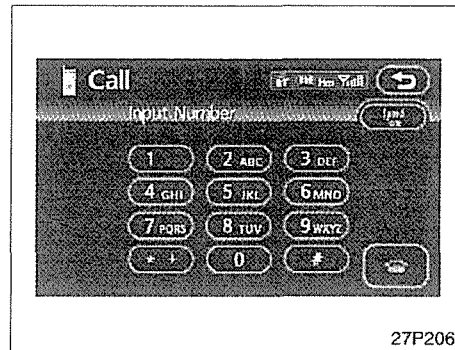 Call
BT
Input Number
1
2 ABC
3 DEF
4 GHI
5 JKL
6 MNO
7 PQRS
8 TUV
9 WXYZ
* +
0
#
27P206